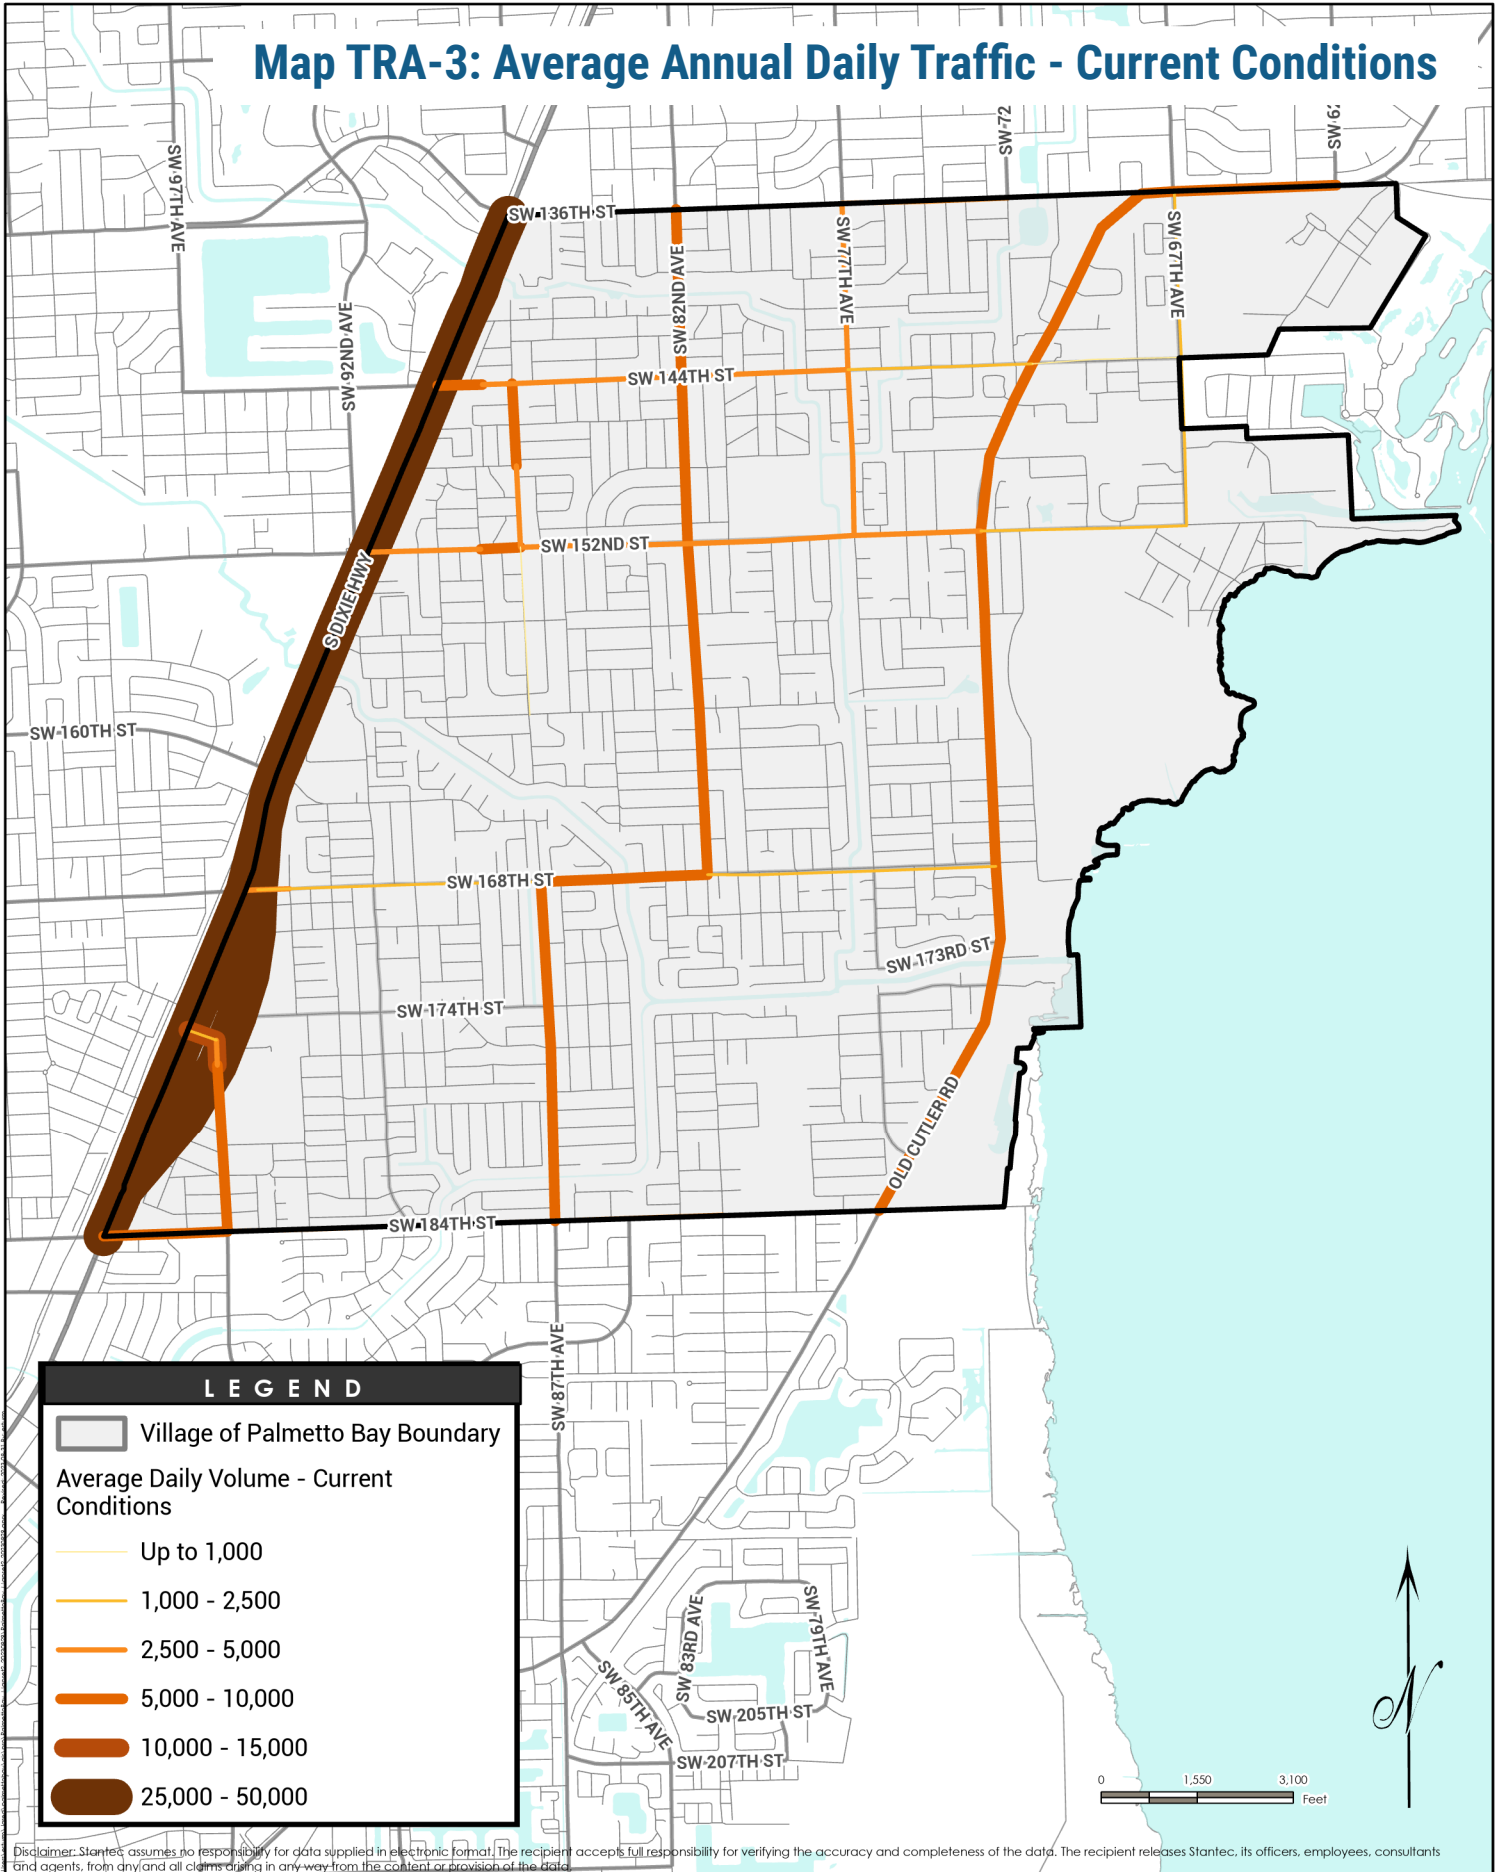 Map TRA-3: Average Annual Daily Traffic - Current Conditions
SW 97TH AVE
SW 72
SW 67TH AVE
SW 136TH ST
SW 92ND AVE
SW 82ND AVE
SW 77TH AVE
SW 144TH ST
SW 152ND ST
S DIXIE HWY
SW 160TH ST
SW 168TH ST
SW 173RD ST
SW 174TH ST
OLD CUTLER RD
SW 184TH ST
SW 87TH AVE
SW 83RD AVE
SW 79TH AVE
SW 85TH AVE
SW 205TH ST
SW 207TH ST
LEGEND
Village of Palmetto Bay Boundary
Average Daily Volume - Current
Conditions
Up to 1,000
1,000 - 2,500
2,500 - 5,000
5,000 - 10,000
10,000 - 15,000
25,000 - 50,000
N
0 1,550 3,100
Feet
Disclaimer: Stantec assumes no responsibility for data supplied in electronic format. The recipient accepts full responsibility for verifying the accuracy and completeness of the data. The recipient releases Stantec, its officers, employees, consultants
and agents, from any and all claims arising in any way from the content or provision of the data.